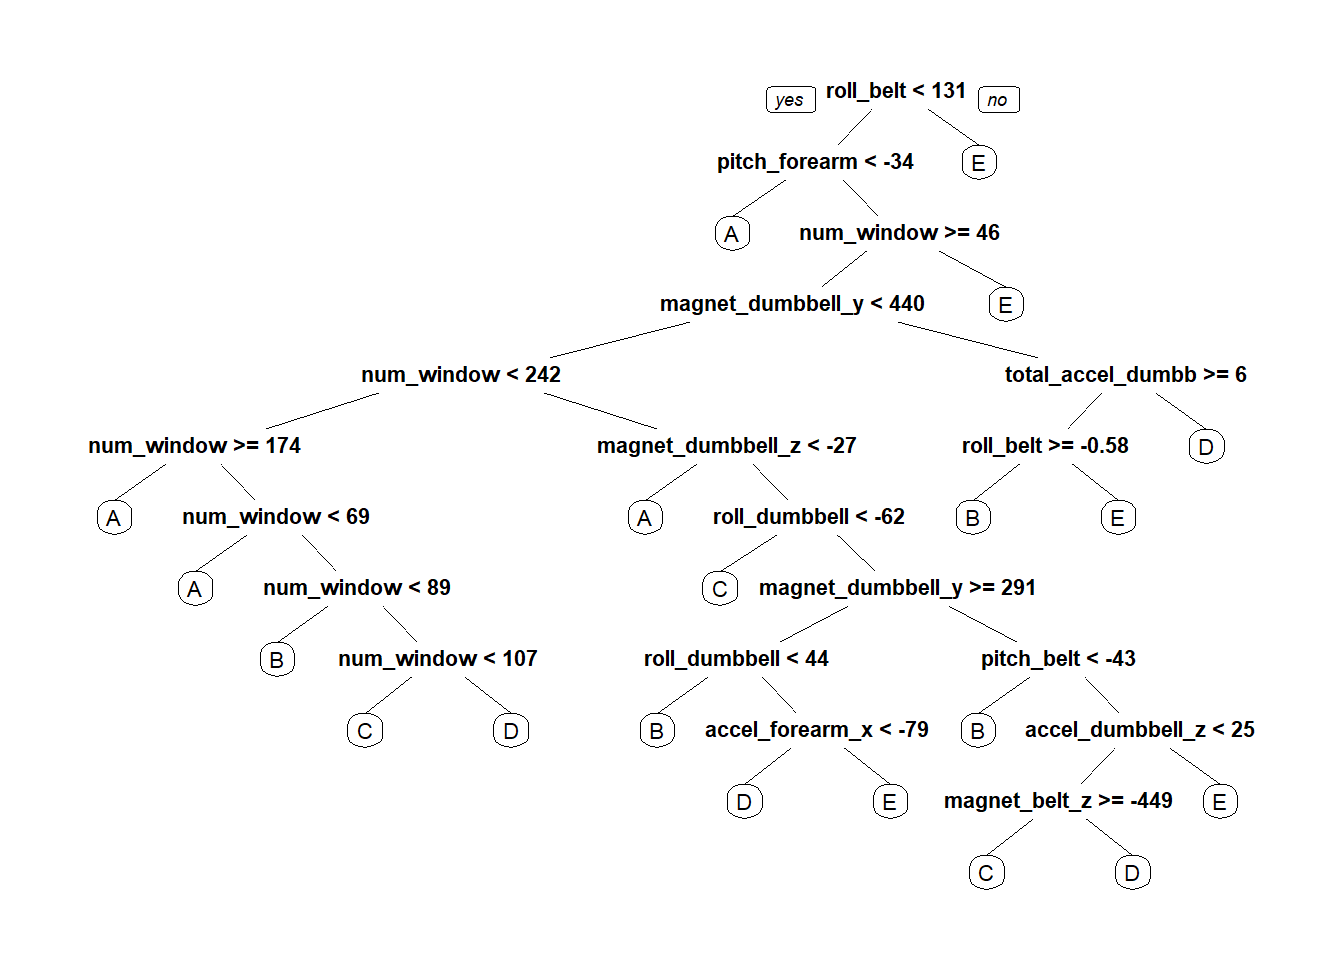 yes roll_belt < 131 no
pitch_forearm < -34 E
A num_window >= 46
magnet_dumbbell_y < 440 E
num_window < 242 total_accel_dumbb >= 6
num_window >= 174 magnet_dumbbell_z < -27 roll_belt >= -0.58 D
A num_window < 69 A roll_dumbbell < -62 B E
A num_window < 89 C magnet_dumbbell_y >= 291
B num_window < 107 roll_dumbbell < 44 pitch_belt < -43
C D B accel_forearm_x < -79 B accel_dumbbell_z < 25
D E magnet_belt_z >= -449 E
C D